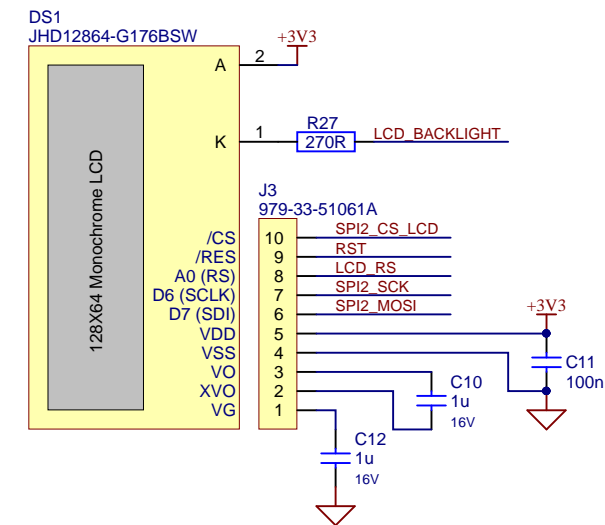 DS1
JHD12864-G176BSW
+3V3
A
2
K
1
R27
270R
LCD_BACKLIGHT
128X64 Monochrome LCD
J3
979-33-51061A
/CS
10
SPI2_CS_LCD
/RES
9
RST
A0 (RS)
8
LCD_RS
D6 (SCLK)
7
SPI2_SCK
D7 (SDI)
6
SPI2_MOSI
+3V3
VDD
5
VSS
4
C11
100n
VO
3
XVO
2
C10
1u
16V
VG
1
C12
1u
16V